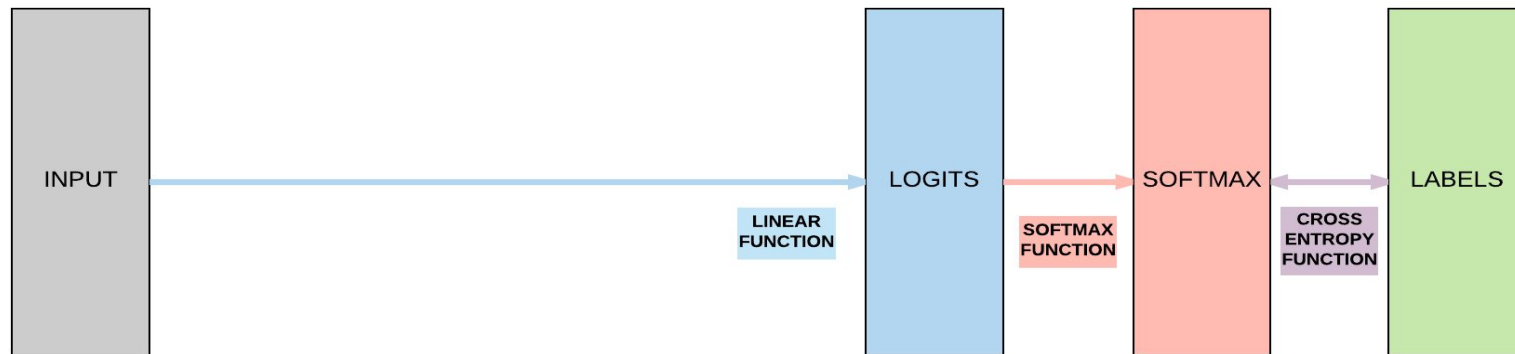 INPUT
LOGITS
SOFTMAX
LABELS
LINEAR
FUNCTION
SOFTMAX
FUNCTION
CROSS
ENTROPY
FUNCTION